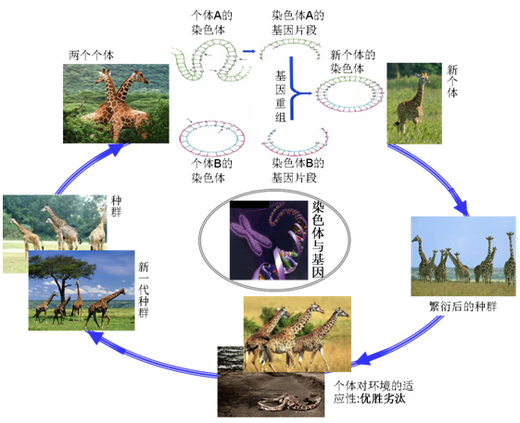 个体A的
染色体
染色体A的
基因片段
两个个体
新个体的
染色体
新个体
基因重组
个体B的
染色体
染色体B的
基因片段
种群
染色体与基因
新一代
种群
繁衍后的种群
个体对环境的适
应性:优胜劣汰